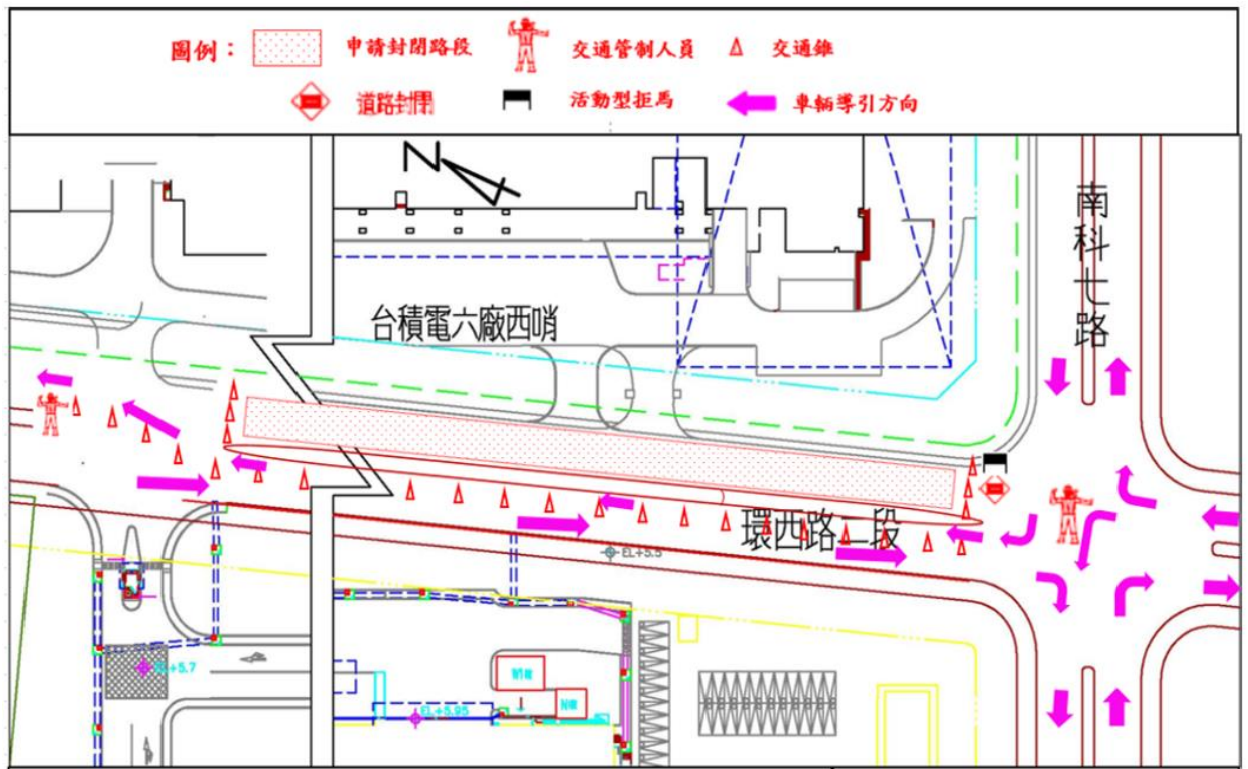 圖例：
申請封閉路段
交通管制人員
交通錐
道路封閉
活動型拒馬
車輛導引方向
N
南科七路
台積電六廠西哨
環西路二段
EL+5.5
EL+5.7
EL+5.95